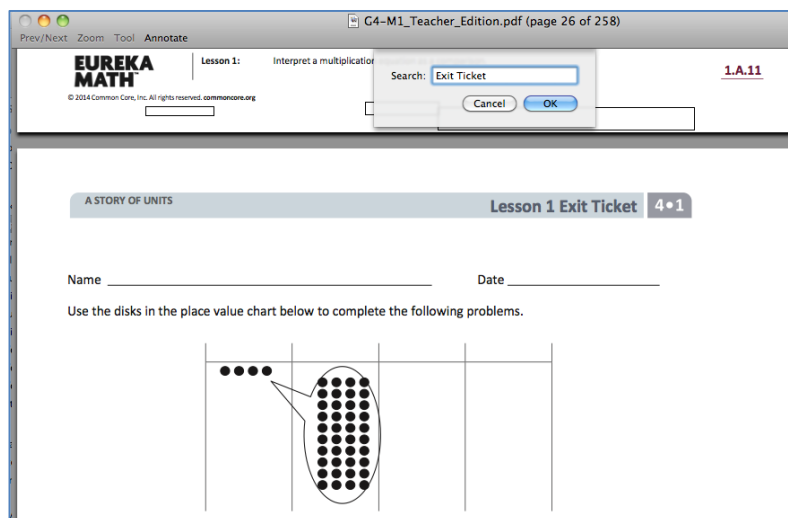 G4-M1_Teacher_Edition.pdf (page 26 of 258)
Prev/Next Zoom Tool Annotate
EUREKA
MATH™
Lesson 1:
Interpret a multiplication
Search: Exit Ticket
Cancel OK
1.A.11
© 2014 Common Core, Inc. All rights reserved. commoncore.org
A STORY OF UNITS
Lesson 1 Exit Ticket 4•1
Name
Date
Use the disks in the place value chart below to complete the following problems.